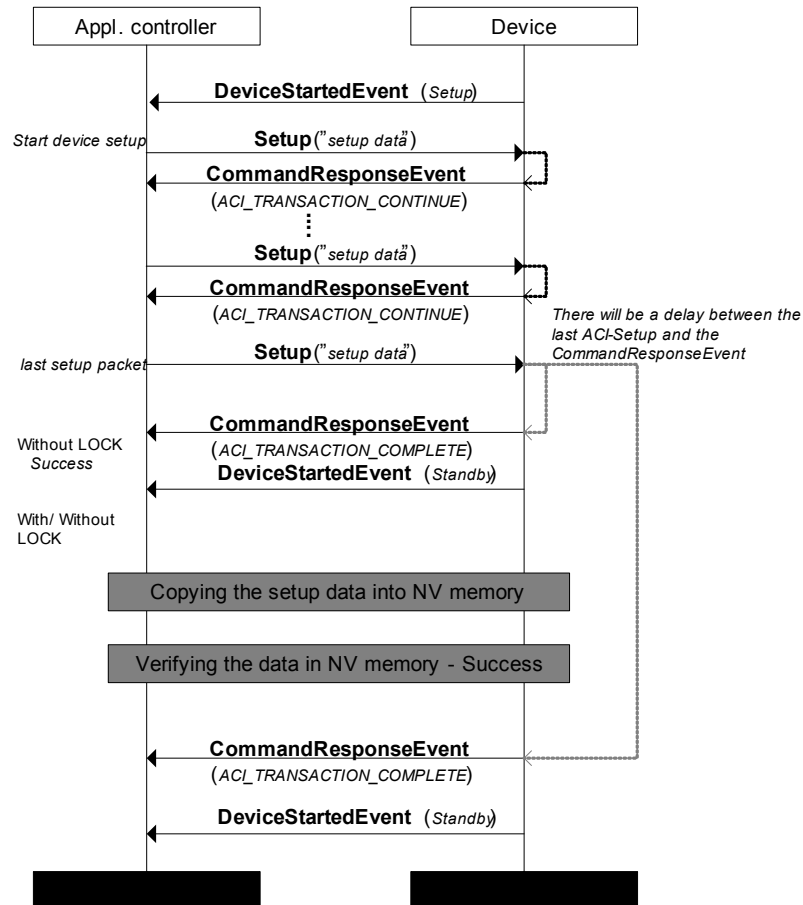 Appl. controller
Device
DeviceStartedEvent (Setup)
Start device setup
Setup("setup data")
CommandResponseEvent
(ACI_TRANSACTION_CONTINUE)
Setup("setup data")
CommandResponseEvent
(ACI_TRANSACTION_CONTINUE)
There will be a delay between the
last ACI-Setup and the
CommandResponseEvent
last setup packet
Setup("setup data")
CommandResponseEvent
(ACI_TRANSACTION_COMPLETE)
Without LOCK
Success
DeviceStartedEvent (Standby)
With/ Without
LOCK
Copying the setup data into NV memory
Verifying the data in NV memory - Success
CommandResponseEvent
(ACI_TRANSACTION_COMPLETE)
DeviceStartedEvent (Standby)